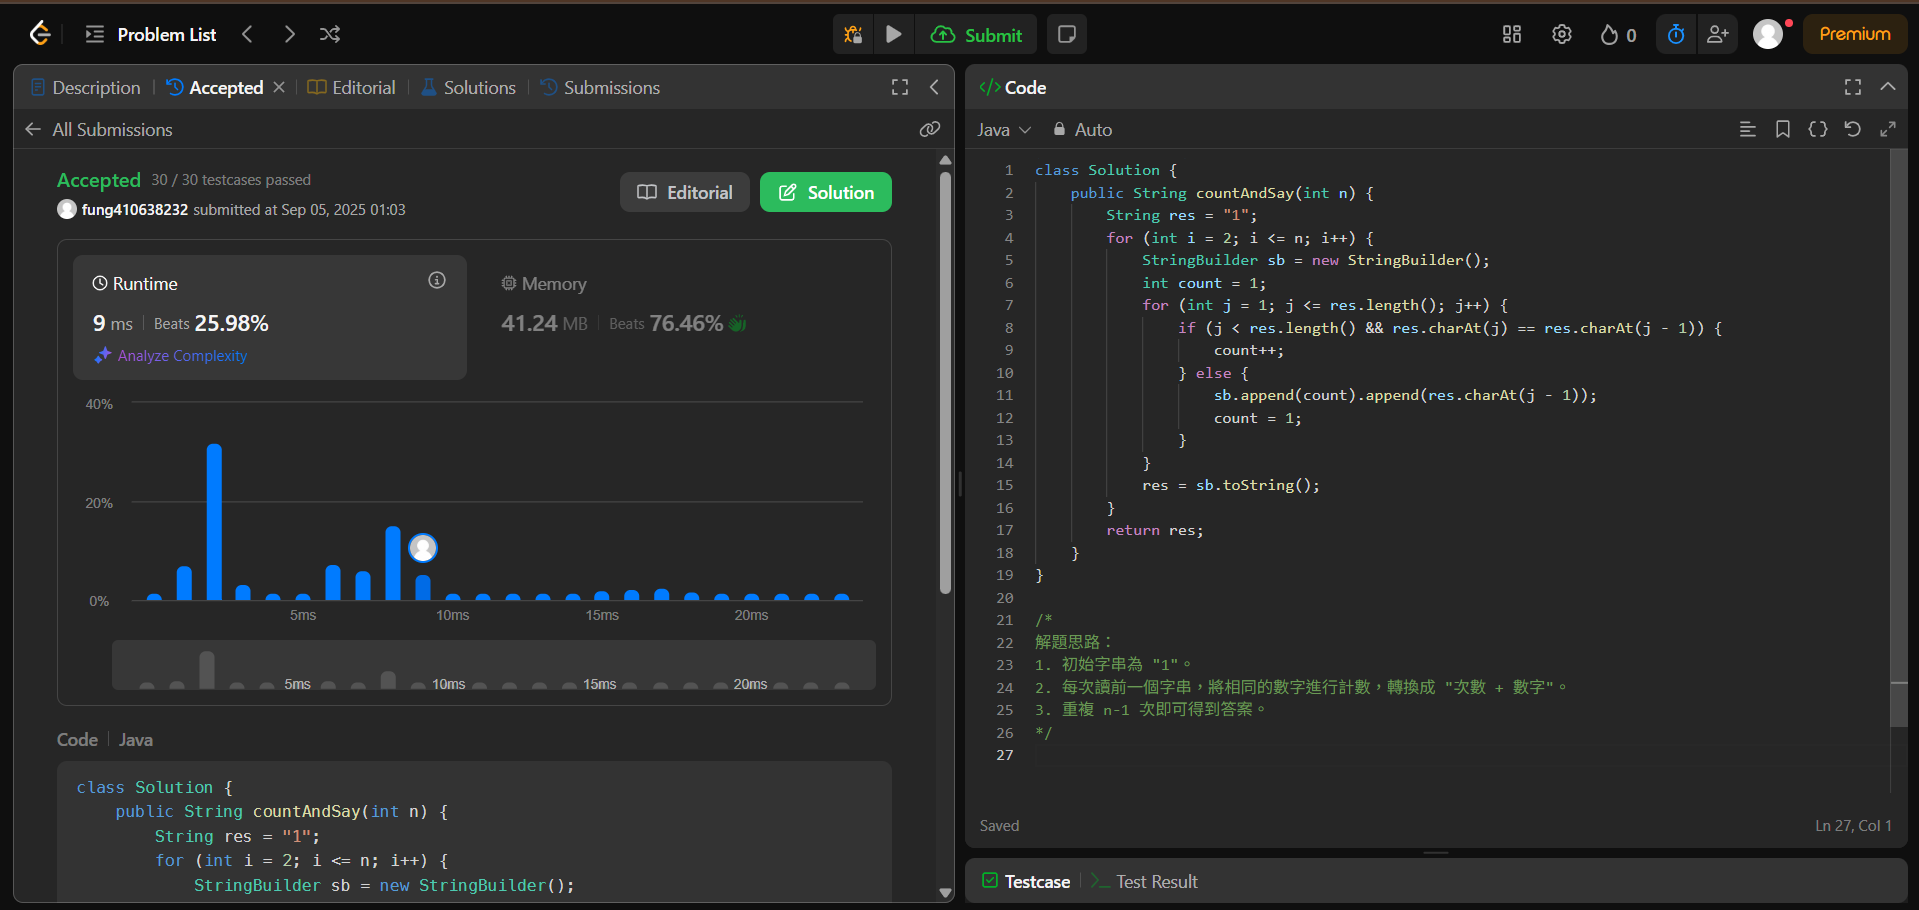 Problem List
Submit
0
Premium
Description
Accepted
Editorial
Solutions
Submissions
All Submissions
Accepted 30 / 30 testcases passed
fung410638232 submitted at Sep 05, 2025 01:03
Editorial
Solution
Runtime
9 ms Beats 25.98%
Analyze Complexity
Memory
41.24 MB Beats 76.46%
40%
20%
0%
5ms 10ms 15ms 20ms
5ms 10ms 15ms 20ms
Code Java
class Solution {
    public String countAndSay(int n) {
        String res = "1";
        for (int i = 2; i <= n; i++) {
            StringBuilder sb = new StringBuilder();
Code
Java Auto
1 class Solution {
2     public String countAndSay(int n) {
3         String res = "1";
4         for (int i = 2; i <= n; i++) {
5             StringBuilder sb = new StringBuilder();
6             int count = 1;
7             for (int j = 1; j <= res.length(); j++) {
8                 if (j < res.length() && res.charAt(j) == res.charAt(j - 1)) {
9                     count++;
10                 } else {
11                     sb.append(count).append(res.charAt(j - 1));
12                     count = 1;
13                 }
14             }
15             res = sb.toString();
16         }
17         return res;
18     }
19 }
20
21 /*
22 解題思路：
23 1. 初始字串為 "1"。
24 2. 每次讀前一個字串，將相同的數字進行計數，轉換成 "次數 + 數字"。
25 3. 重複 n-1 次即可得到答案。
26 */
27
Saved
Ln 27, Col 1
Testcase
Test Result